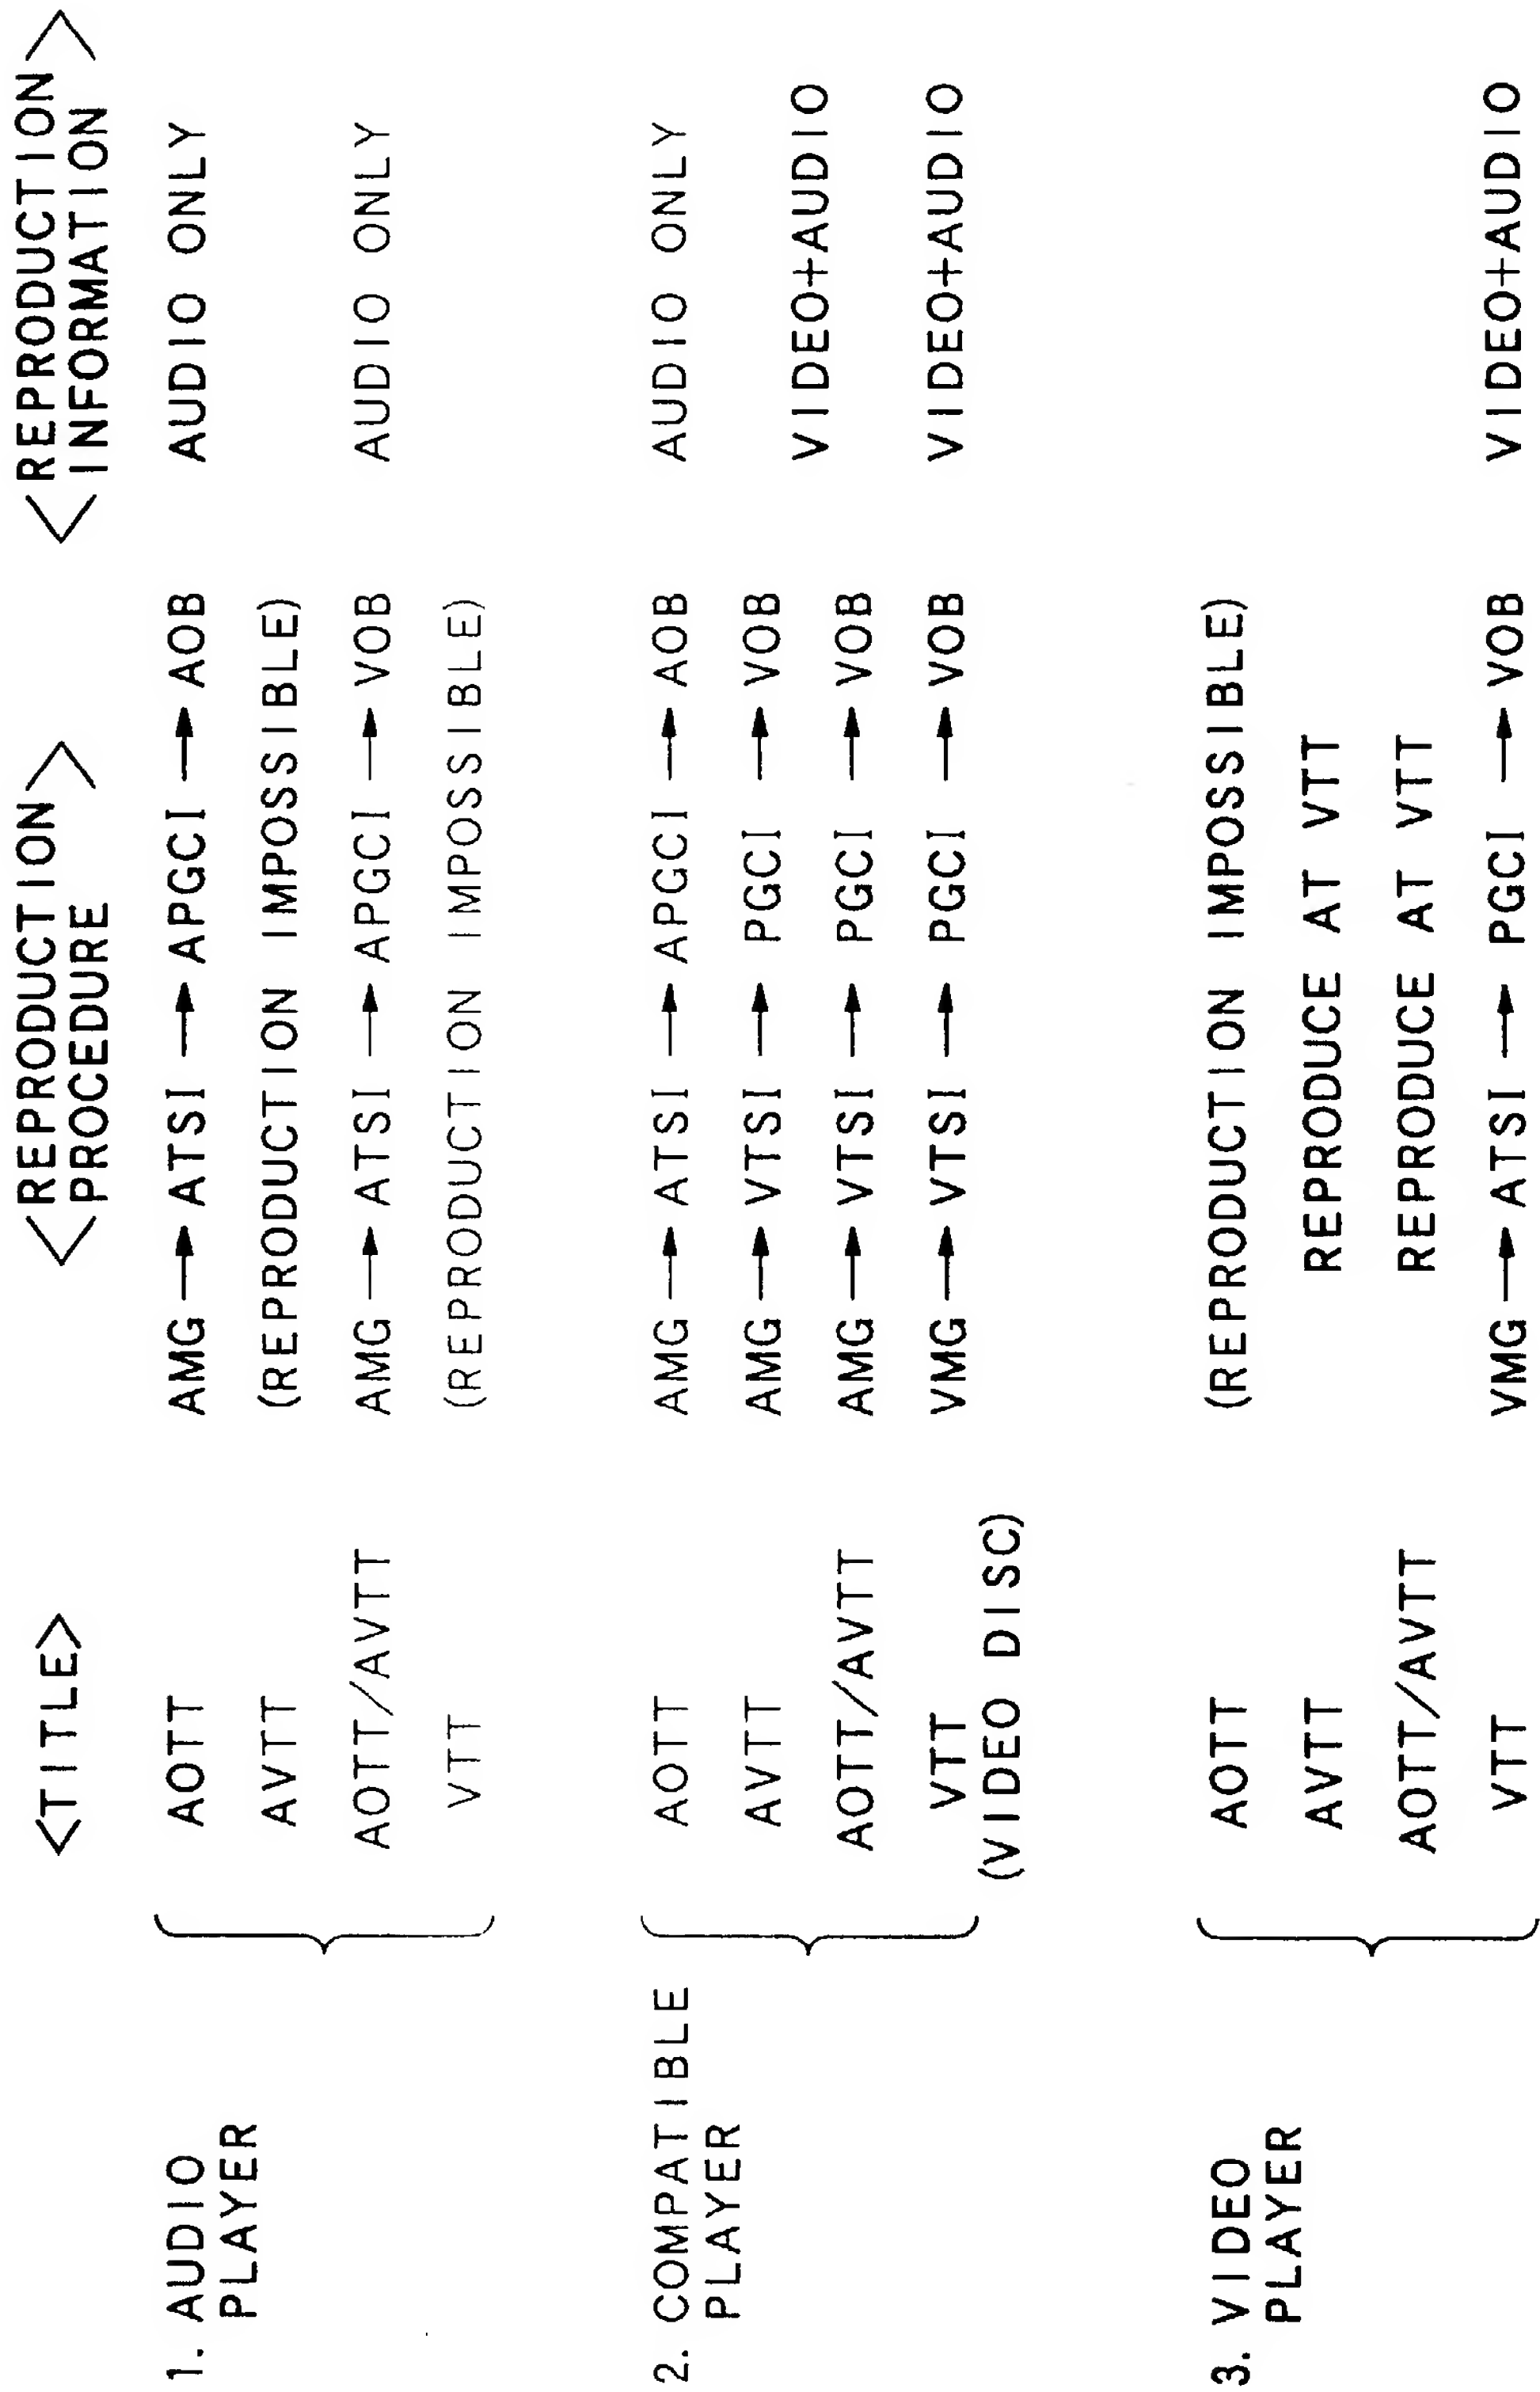 <TITLE> <REPRODUCTION PROCEDURE> <REPRODUCTION INFORMATION>
1. AUDIO PLAYER
AOTT AMG → ATSI → APGCI → AOB AUDIO ONLY
AVTT (REPRODUCTION IMPOSSIBLE)
AOTT/AVTT AMG → ATSI → APGCI → VOB AUDIO ONLY
VTT (REPRODUCTION IMPOSSIBLE)
2. COMPATIBLE PLAYER
AOTT AMG → ATSI → APGCI → AOB AUDIO ONLY
AVTT AMG → VTSI → PGCI → VOB
VIDEO+AUDIO
AOTT/AVTT AMG → VTSI → PGCI → VOB
VTT VMG → VTSI → PGCI → VOB VIDEO+AUDIO
(VIDEO DISC)
3. VIDEO PLAYER
AOTT (REPRODUCTION IMPOSSIBLE)
AVTT REPRODUCE AT VTT
AOTT/AVTT REPRODUCE AT VTT
VTT VMG → ATSI → PGCI → VOB VIDEO+AUDIO